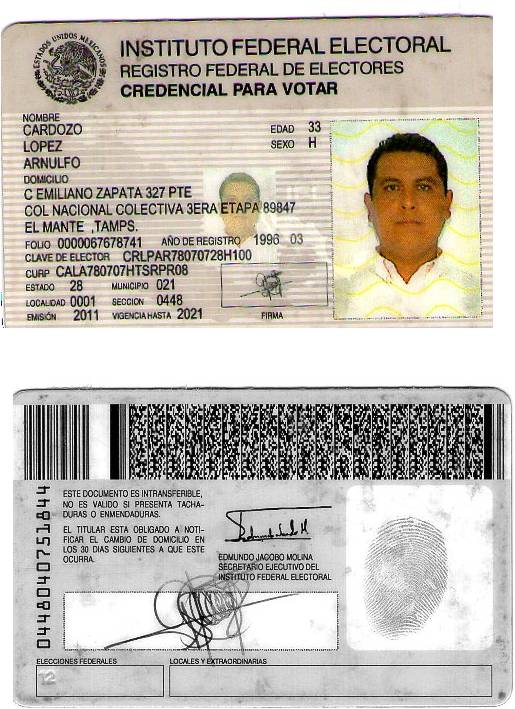 ESTADOS UNIDOS MEXICANOS
INSTITUTO FEDERAL ELECTORAL
REGISTRO FEDERAL DE ELECTORES
CREDENCIAL PARA VOTAR
NOMBRE
CARDOZO
LOPEZ
ARNULFO
EDAD 33
SEXO H
DOMICILIO
C EMILIANO ZAPATA 327 PTE
COL NACIONAL COLECTIVA 3ERA ETAPA 89847
EL MANTE ,TAMPS.
FOLIO 0000067678741 AÑO DE REGISTRO 1996 03
CLAVE DE ELECTOR CRLPAR78070728H100
CURP CALA780707HTSRPR08
ESTADO 28 MUNICIPIO 021
LOCALIDAD 0001 SECCION 0448
EMISIÓN 2011 VIGENCIA HASTA 2021
FIRMA
0448040751844
ESTE DOCUMENTO ES INTRANSFERIBLE,
NO ES VALIDO SI PRESENTA TACHA-
DURAS O ENMENDADURAS.
EL TITULAR ESTA OBLIGADO A NOTI-
FICAR EL CAMBIO DE DOMICILIO EN
LOS 30 DIAS SIGUIENTES A QUE ESTE
OCURRA.
EDMUNDO JACOBO MOLINA
SECRETARIO EJECUTIVO DEL
INSTITUTO FEDERAL ELECTORAL
ELECCIONES FEDERALES
LOCALES Y EXTRAORDINARIAS
12